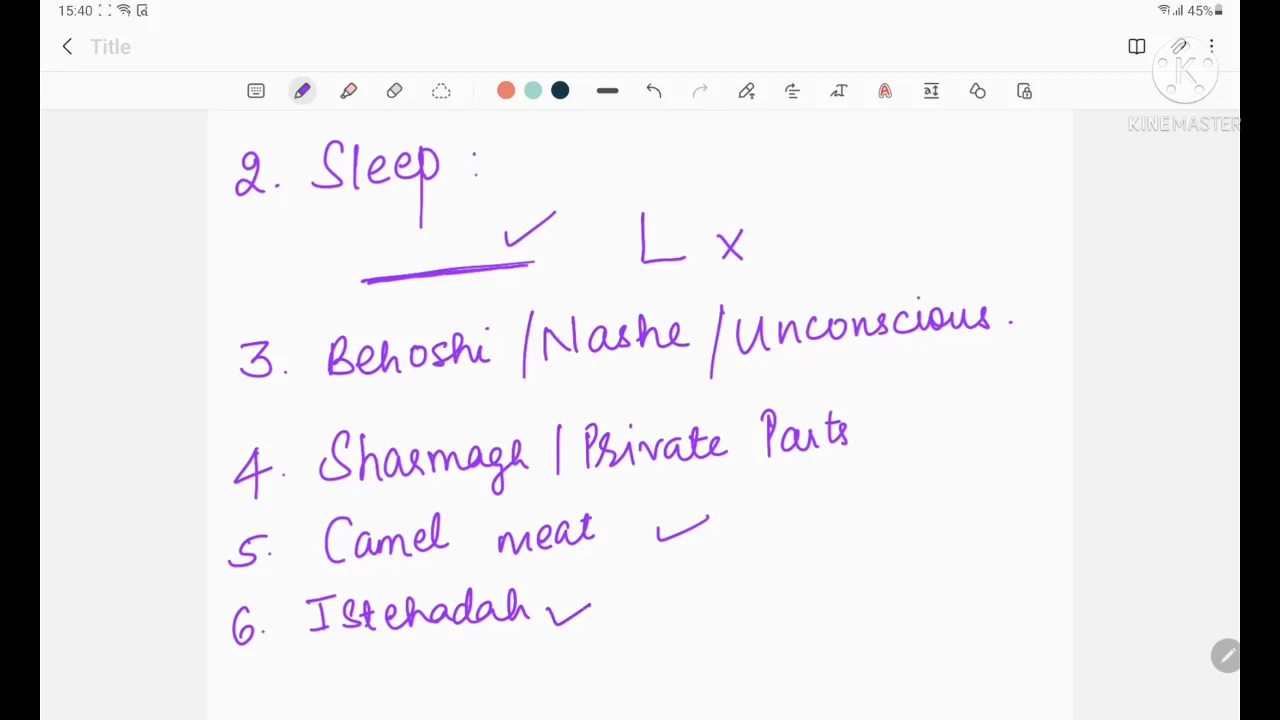 15:40 45%
Title
KINEMASTER
2. Sleep :
L x
3. Behoshi / Nashe / Unconscious.
4. Sharmagh / Private Parts
5. Camel meat ✓
6. Istehadah ✓